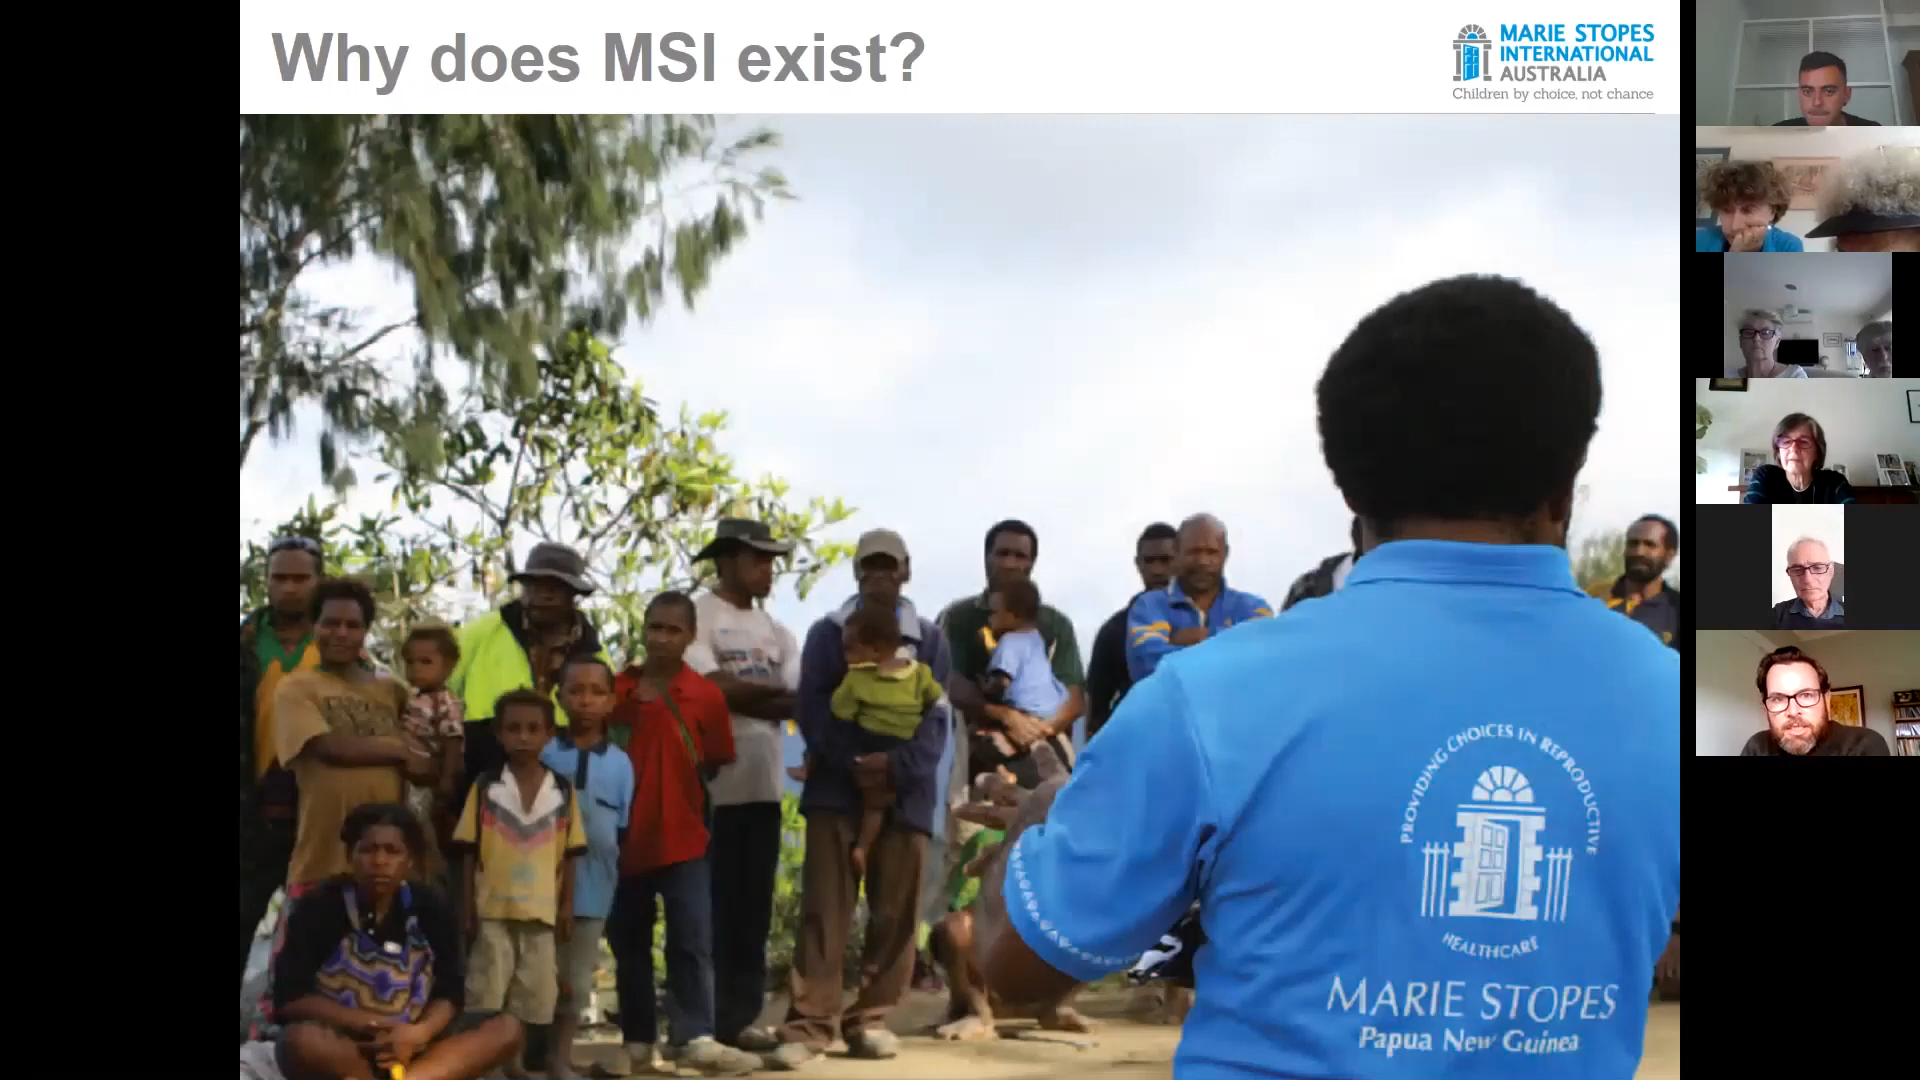 Why does MSI exist?
MARIE STOPES
INTERNATIONAL
AUSTRALIA
Children by choice, not chance
PROVIDING CHOICES IN REPRODUCTIVE
HEALTHCARE
MARIE STOPES
Papua New Guinea